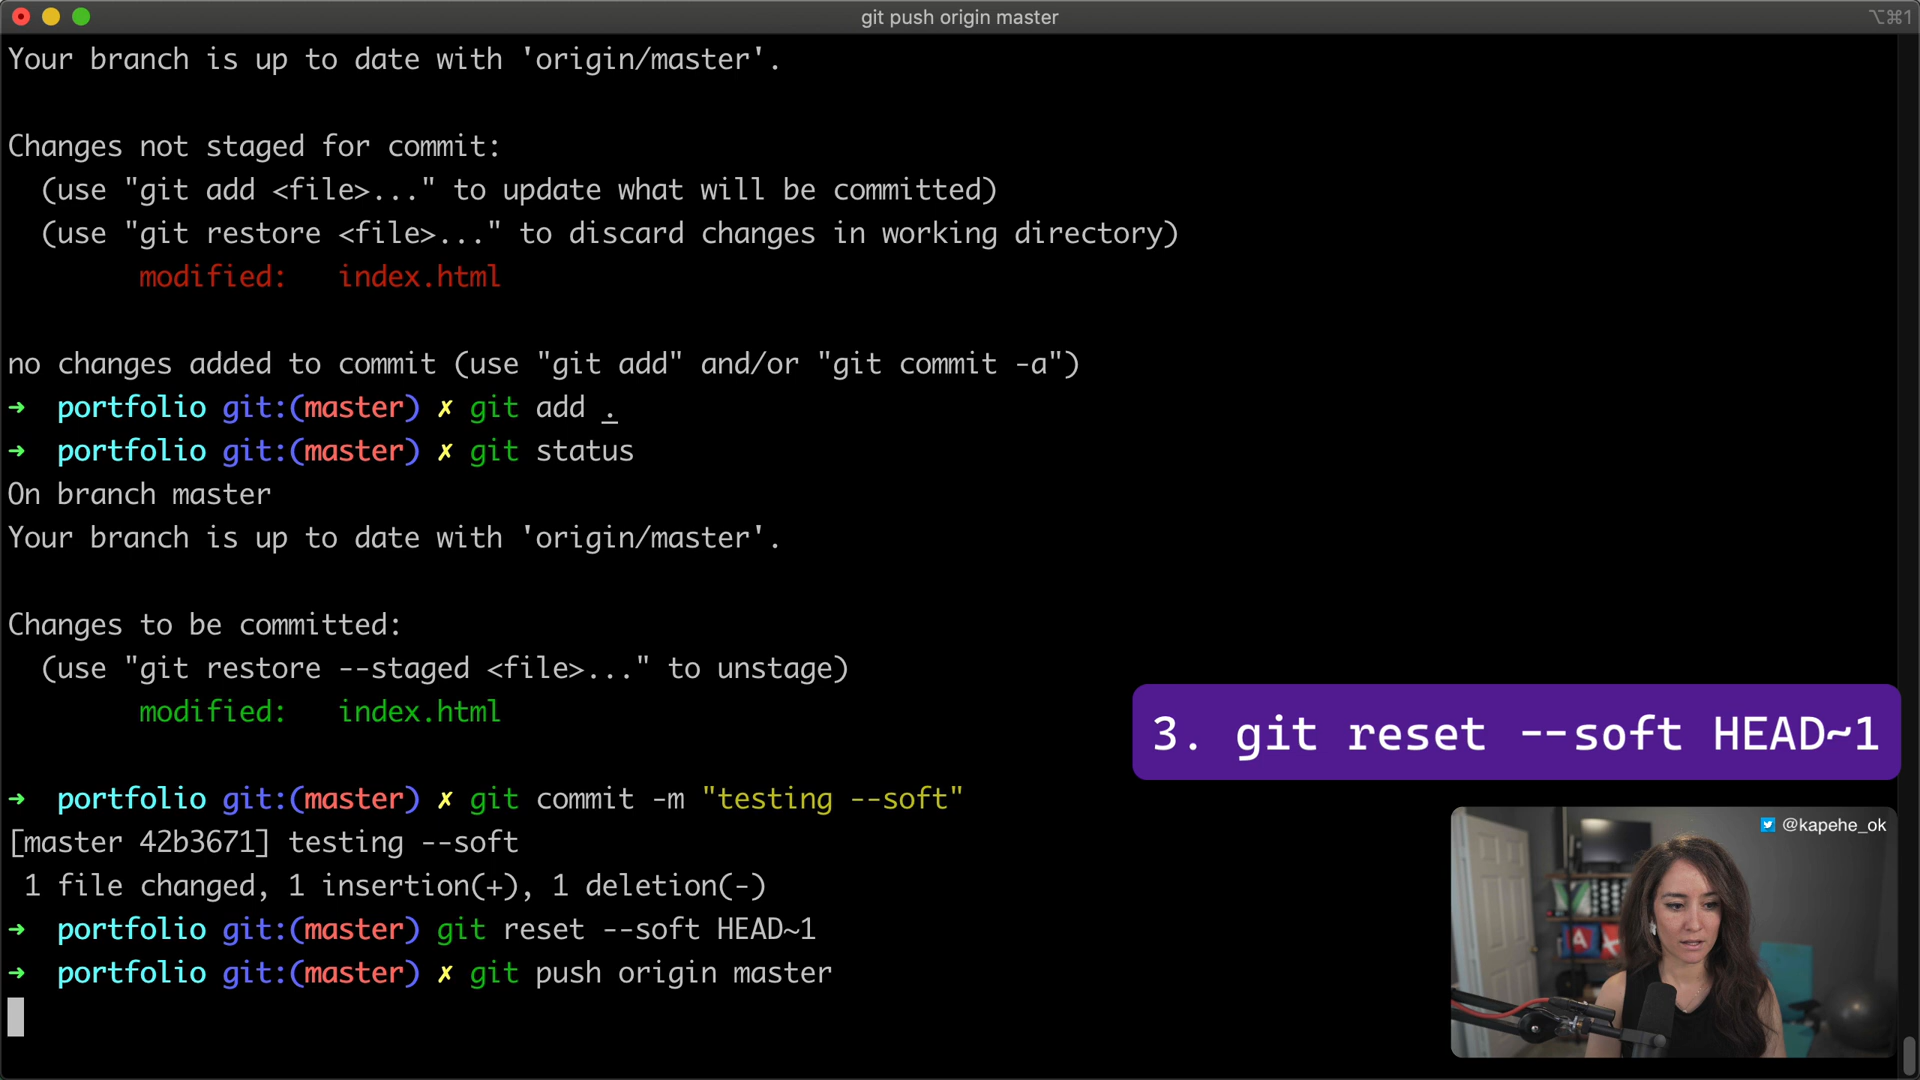 git push origin master
⌥⌘1
Your branch is up to date with 'origin/master'.
Changes not staged for commit:
(use "git add <file>..." to update what will be committed)
(use "git restore <file>..." to discard changes in working directory)
modified: index.html
no changes added to commit (use "git add" and/or "git commit -a")
➜ portfolio git:(master) ✗ git add .
➜ portfolio git:(master) ✗ git status
On branch master
Your branch is up to date with 'origin/master'.
Changes to be committed:
(use "git restore --staged <file>..." to unstage)
modified: index.html
3. git reset --soft HEAD~1
➜ portfolio git:(master) ✗ git commit -m "testing --soft"
[master 42b3671] testing --soft
1 file changed, 1 insertion(+), 1 deletion(-)
➜ portfolio git:(master) git reset --soft HEAD~1
➜ portfolio git:(master) ✗ git push origin master
@kapehe_ok